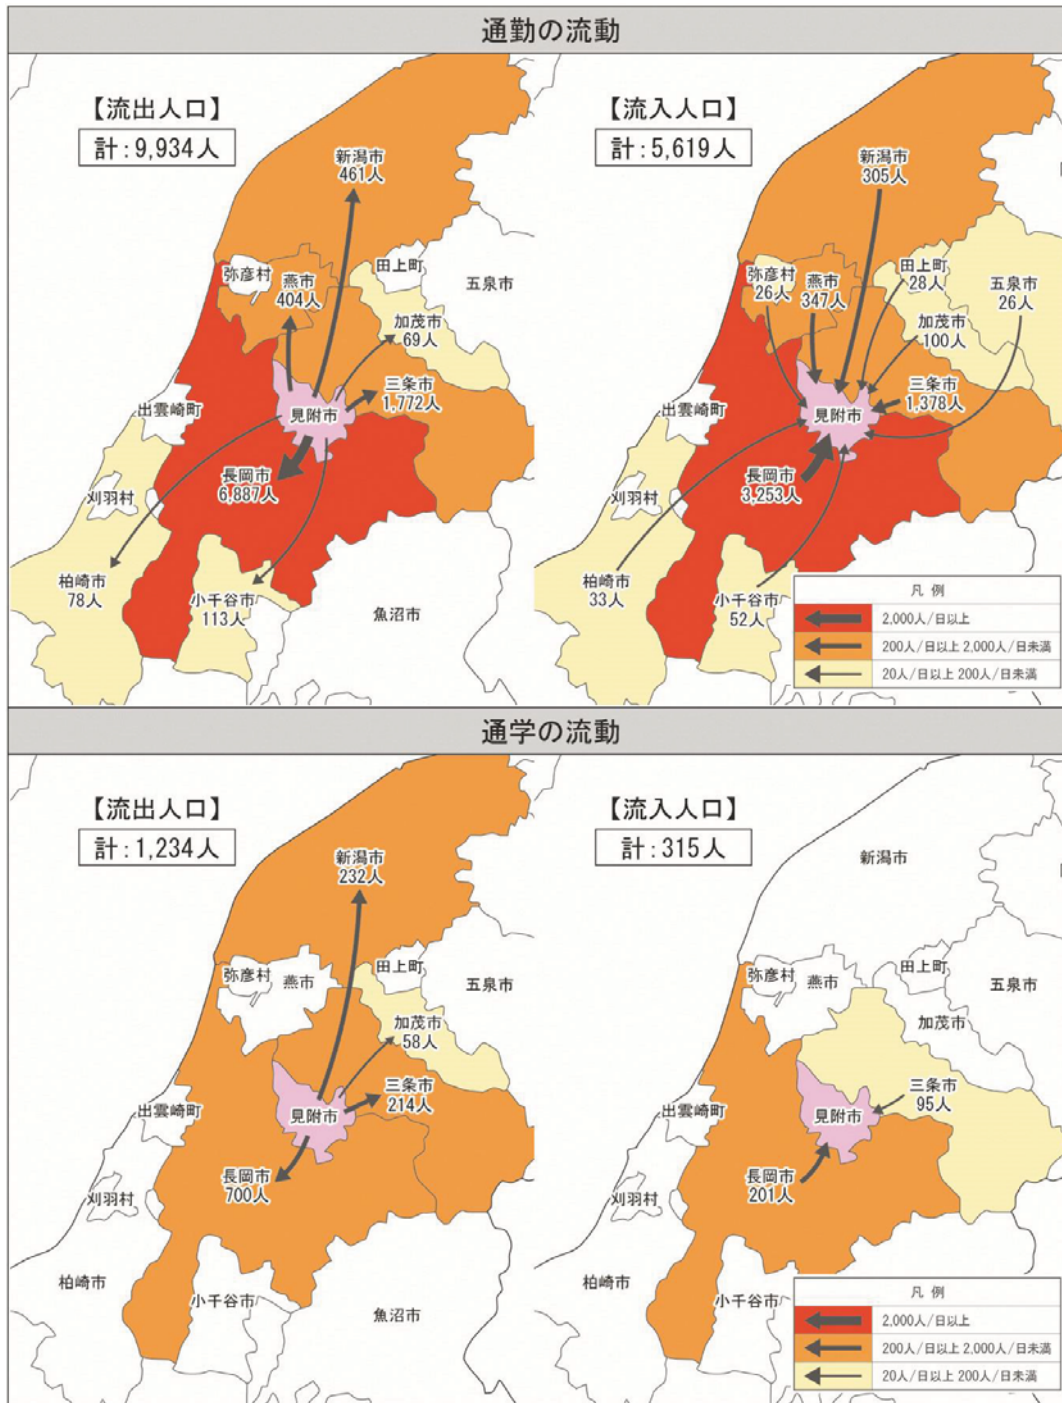 通勤の流動
【流出人口】
計:9,934人
新潟市
461人
弥彦村
燕市
404人
田上町
五泉市
加茂市
69人
三条市
1,772人
出雲崎町
見附市
長岡市
6,887人
刈羽村
柏崎市
78人
小千谷市
113人
魚沼市
【流入人口】
計:5,619人
新潟市
305人
弥彦村
26人
燕市
347人
田上町
28人
五泉市
26人
加茂市
100人
三条市
1,378人
出雲崎町
見附市
長岡市
3,253人
刈羽村
柏崎市
33人
小千谷市
52人
凡 例
2,000人/日以上
200人/日以上 2,000人/日未満
20人/日以上 200人/日未満
通学の流動
【流出人口】
計:1,234人
新潟市
232人
弥彦村
燕市
田上町
五泉市
加茂市
58人
三条市
214人
出雲崎町
見附市
長岡市
700人
刈羽村
柏崎市
小千谷市
魚沼市
【流入人口】
計:315人
新潟市
弥彦村
燕市
田上町
五泉市
加茂市
三条市
95人
出雲崎町
見附市
長岡市
201人
刈羽村
柏崎市
小千谷市
凡 例
2,000人/日以上
200人/日以上 2,000人/日未満
20人/日以上 200人/日未満